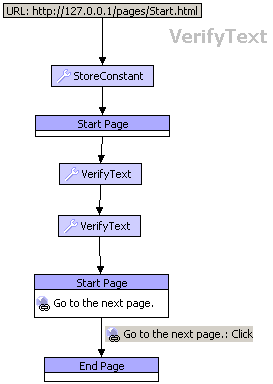 URL: http://127.0.0.1/pages/Start.html
VerifyText
StoreConstant
Start Page
VerifyText
VerifyText
Start Page
Go to the next page.
Go to the next page.: Click
End Page